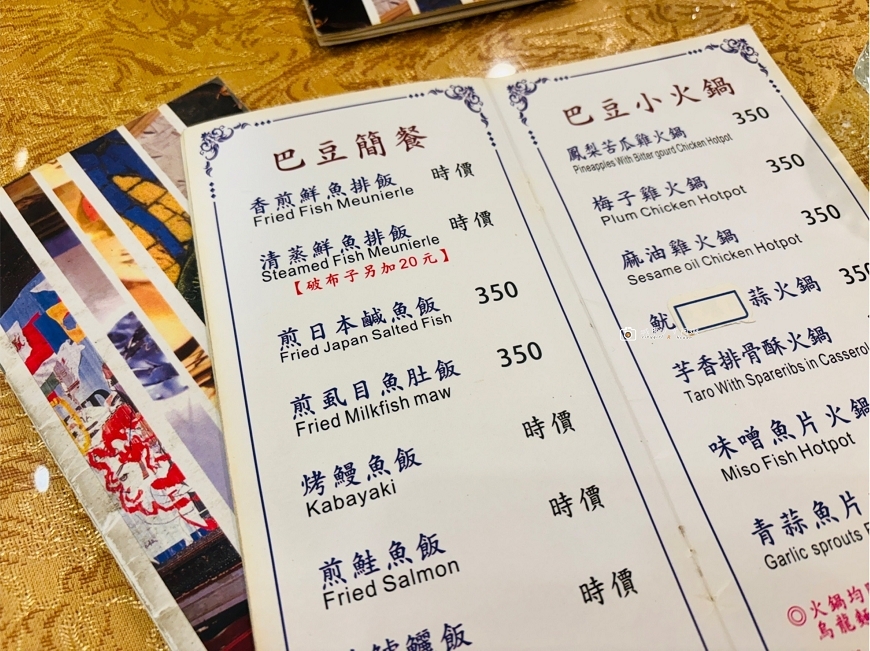 巴豆簡餐
香煎鮮魚排飯 時價
Fried Fish Meunierle
清蒸鮮魚排飯 時價
Steamed Fish Meunierle
【破布子另加20元】
煎日本鹹魚飯 350
Fried Japan Salted Fish
煎虱目魚肚飯 350
Fried Milkfish maw
烤鰻魚飯 時價
Kabayaki
煎鮭魚飯 時價
Fried Salmon
時價
巴豆小火鍋
鳳梨苦瓜雞火鍋 350
Pineapples With Bitter gourd Chicken Hotpot
梅子雞火鍋 350
Plum Chicken Hotpot
麻油雞火鍋 350
Sesame oil Chicken Hotpot
魷 蒜火鍋 350
芋香排骨酥火鍋
Taro With Spareribs in Cassero
味噌魚片火鍋
Miso Fish Hotpot
青蒜魚片
Garlic sprouts
◎火鍋均
烏龍麵